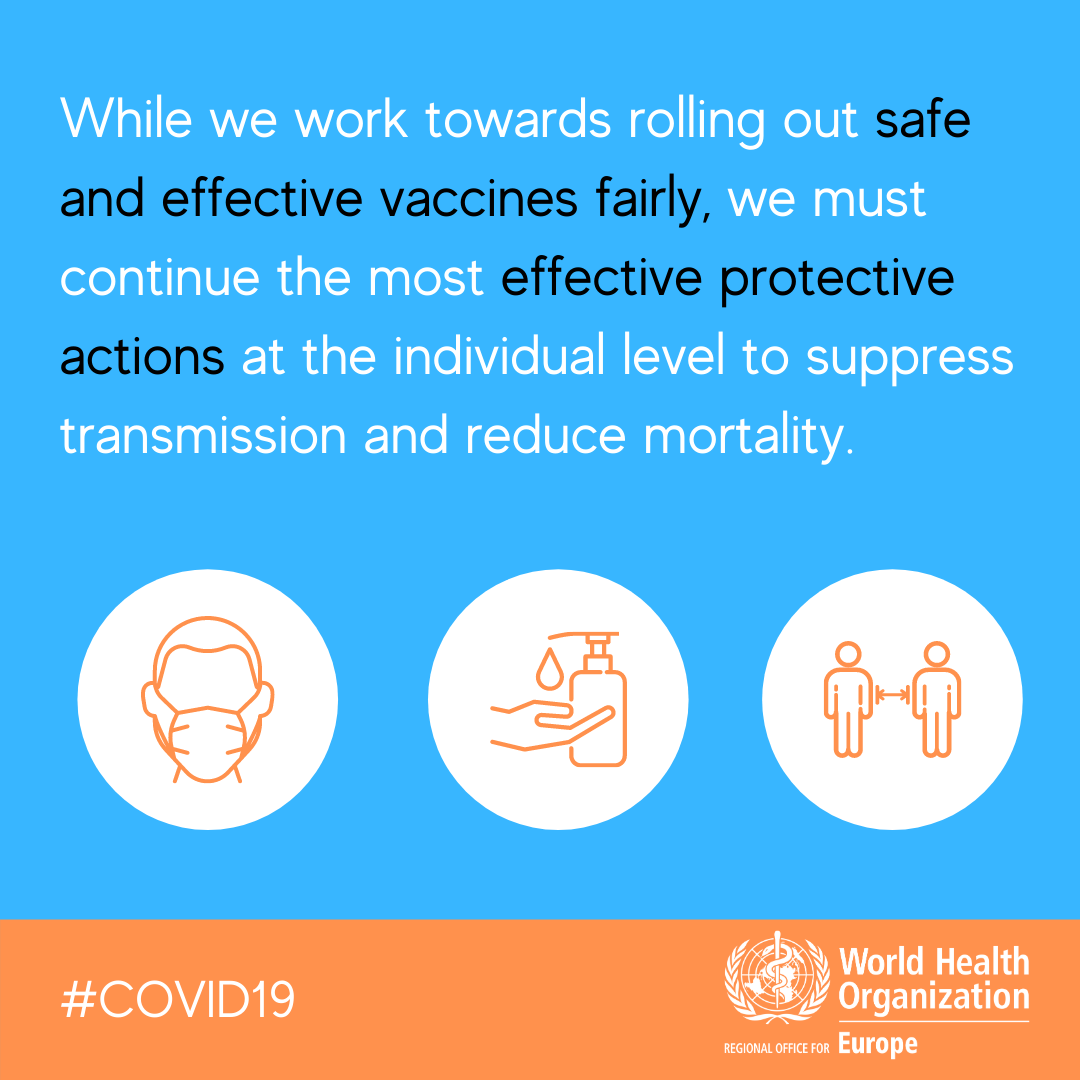 While we work towards rolling out safe
and effective vaccines fairly, we must
continue the most effective protective
actions at the individual level to suppress
transmission and reduce mortality.
#COVID19
World Health
Organization
REGIONAL OFFICE FOR Europe